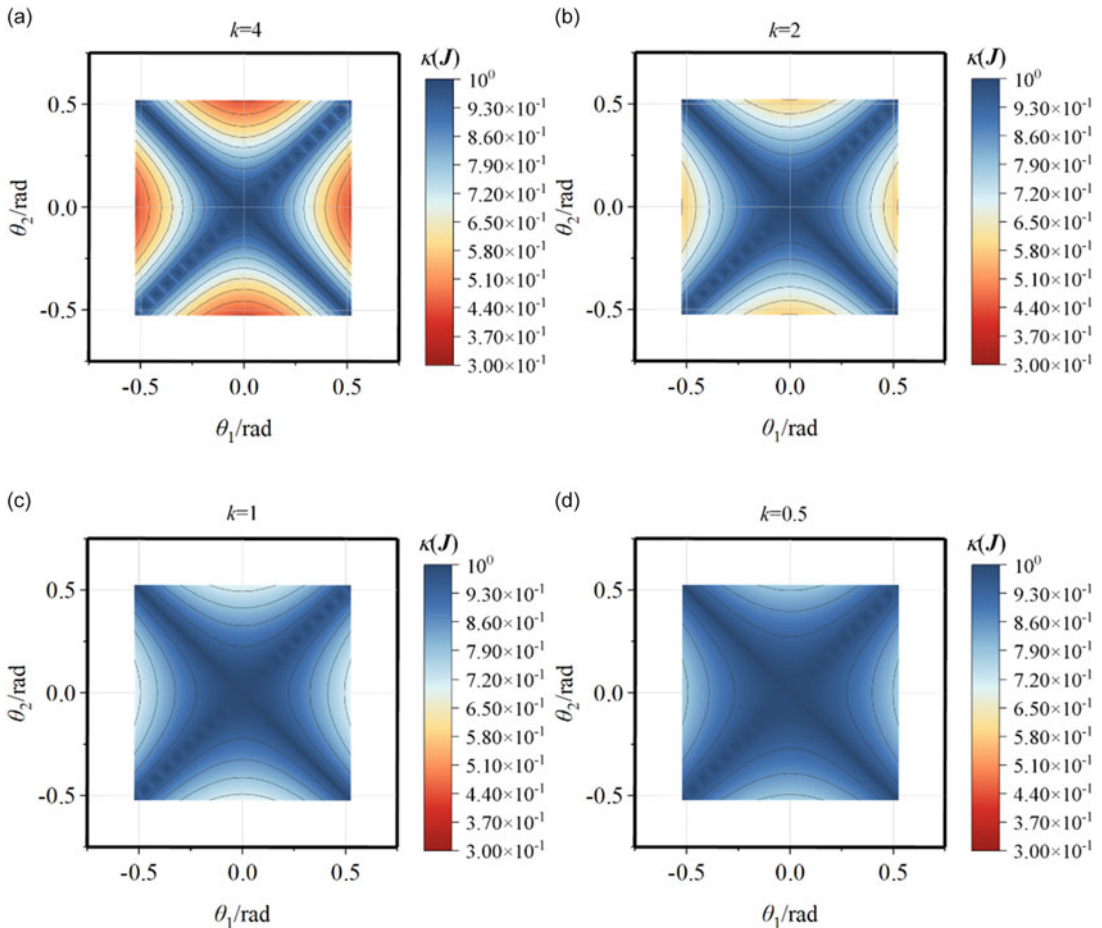 (a)
k=4
κ(J)
10⁰
9.30×10⁻¹
8.60×10⁻¹
7.90×10⁻¹
7.20×10⁻¹
6.50×10⁻¹
5.80×10⁻¹
5.10×10⁻¹
4.40×10⁻¹
3.70×10⁻¹
3.00×10⁻¹
0.5
0.0
-0.5
θ₂/rad
-0.5 0.0 0.5
θ₁/rad
(b)
k=2
κ(J)
10⁰
9.30×10⁻¹
8.60×10⁻¹
7.90×10⁻¹
7.20×10⁻¹
6.50×10⁻¹
5.80×10⁻¹
5.10×10⁻¹
4.40×10⁻¹
3.70×10⁻¹
3.00×10⁻¹
0.5
0.0
-0.5
θ₂/rad
-0.5 0.0 0.5
θ₁/rad
(c)
k=1
κ(J)
10⁰
9.30×10⁻¹
8.60×10⁻¹
7.90×10⁻¹
7.20×10⁻¹
6.50×10⁻¹
5.80×10⁻¹
5.10×10⁻¹
4.40×10⁻¹
3.70×10⁻¹
3.00×10⁻¹
0.5
0.0
-0.5
θ₂/rad
-0.5 0.0 0.5
θ₁/rad
(d)
k=0.5
κ(J)
10⁰
9.30×10⁻¹
8.60×10⁻¹
7.90×10⁻¹
7.20×10⁻¹
6.50×10⁻¹
5.80×10⁻¹
5.10×10⁻¹
4.40×10⁻¹
3.70×10⁻¹
3.00×10⁻¹
0.5
0.0
-0.5
θ₂/rad
-0.5 0.0 0.5
θ₁/rad